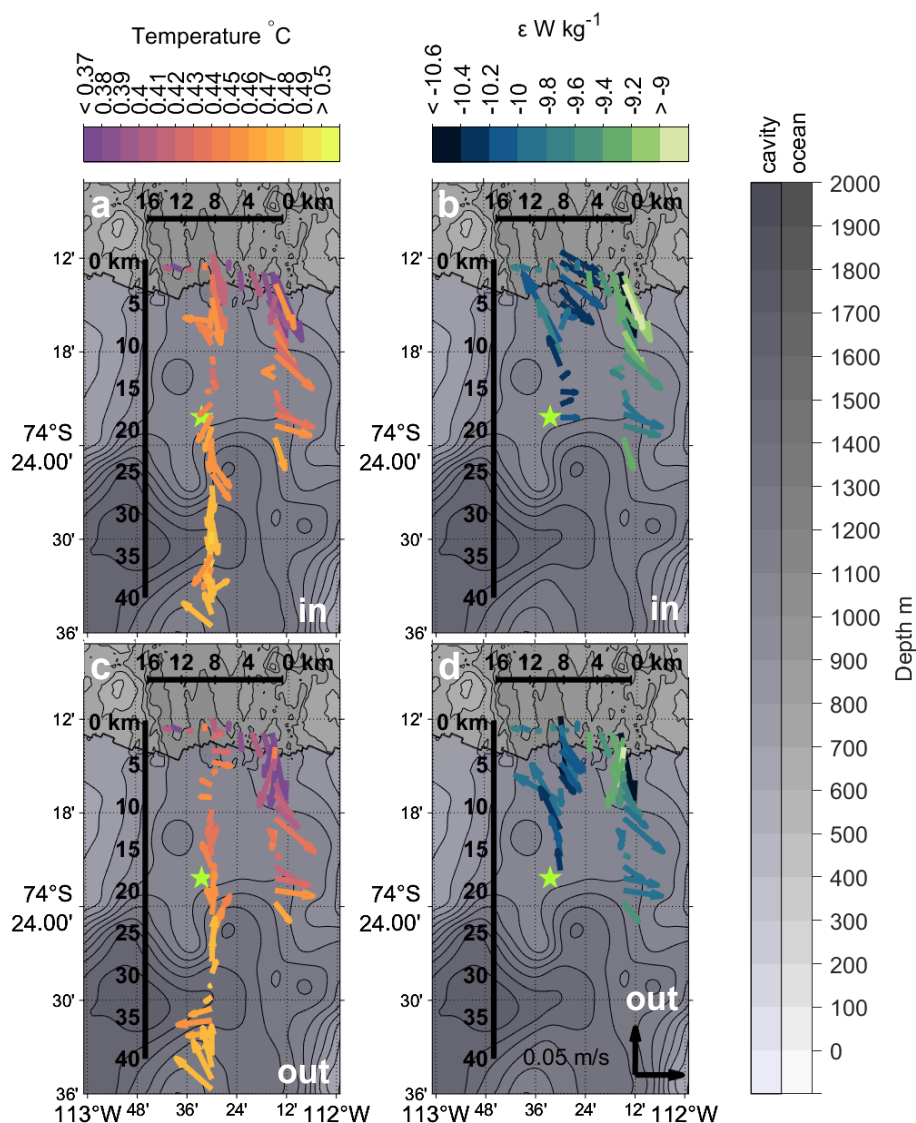 Temperature °C
ε W kg-1
< 0.37 0.38 0.39 0.4 0.41 0.42 0.43 0.44 0.45 0.46 0.47 0.48 0.49 > 0.5
< -10.6 -10.4 -10.2 -10 -9.8 -9.6 -9.4 -9.2 > -9
cavity
ocean
a
16 12 8 4 0 km
b
16 12 8 4 0 km
12'
0 km
5
10
15
20
25
30
35
40
18'
74°S
24.00'
30'
36'
in
12'
0 km
5
10
15
20
25
30
35
40
18'
74°S
24.00'
30'
36'
in
c
16 12 8 4 0 km
d
16 12 8 4 0 km
12'
0 km
5
10
15
20
25
30
35
40
18'
74°S
24.00'
30'
36'
out
113°W 48' 36' 24' 12' 112°W
12'
0 km
5
10
15
20
25
30
35
40
18'
74°S
24.00'
30'
36'
out
0.05 m/s
113°W 48' 36' 24' 12' 112°W
2000
1900
1800
1700
1600
1500
1400
1300
1200
1100
1000
900
800
700
600
500
400
300
200
100
0
Depth m